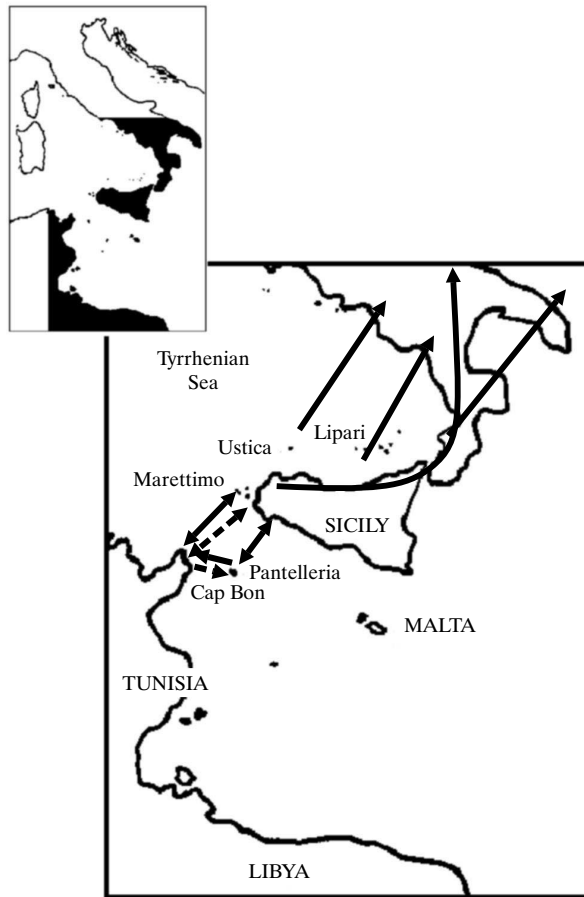 Tyrrhenian
Sea
Ustica
Lipari
Marettimo
SICILY
Pantelleria
Cap Bon
MALTA
TUNISIA
LIBYA